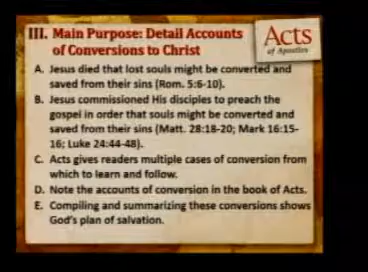 III. Main Purpose: Detail Accounts
of Conversions to Christ
Acts
of Apostles
A. Jesus died that lost souls might be converted and
saved from their sins (Rom. 5:6-10).
B. Jesus commissioned His disciples to preach the
gospel in order that souls might be converted and
saved from their sins (Matt. 28:18-20; Mark 16:15-
16; Luke 24:44-48).
C. Acts gives readers multiple cases of conversion from
which to learn and follow.
D. Note the accounts of conversion in the book of Acts.
E. Compiling and summarizing these conversions shows
God's plan of salvation.